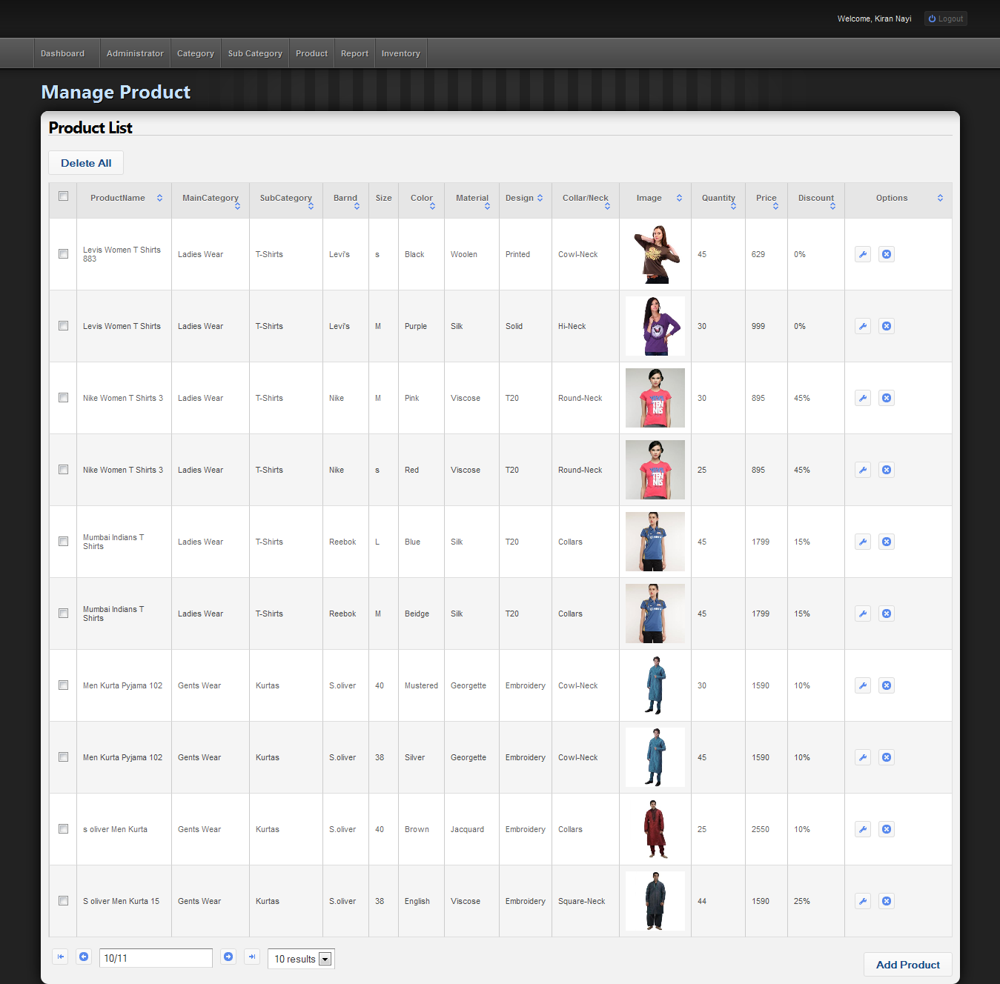 Welcome, Kiran Nayi Logout
Dashboard Administrator Category Sub Category Product Report Inventory
Manage Product
Product List
Delete All
ProductName MainCategory SubCategory Barnd Size Color Material Design Collar/Neck Image Quantity Price Discount Options
Levis Women T Shirts
883
Ladies Wear T-Shirts Levi's s Black Woolen Printed Cowl-Neck 45 629 0%
Levis Women T Shirts Ladies Wear T-Shirts Levi's M Purple Silk Solid Hi-Neck 30 999 0%
Nike Women T Shirts 3 Ladies Wear T-Shirts Nike M Pink Viscose T20 Round-Neck 30 895 45%
TEN
NIS
Nike Women T Shirts 3 Ladies Wear T-Shirts Nike s Red Viscose T20 Round-Neck 25 895 45%
TEN
NIS
Mumbai Indians T
Shirts
Ladies Wear T-Shirts Reebok L Blue Silk T20 Collars 45 1799 15%
Mumbai Indians T
Shirts
Ladies Wear T-Shirts Reebok M Beidge Silk T20 Collars 45 1799 15%
Men Kurta Pyjama 102 Gents Wear Kurtas S.oliver 40 Mustered Georgette Embroidery Cowl-Neck 30 1590 10%
Men Kurta Pyjama 102 Gents Wear Kurtas S.oliver 38 Silver Georgette Embroidery Cowl-Neck 45 1590 10%
s oliver Men Kurta Gents Wear Kurtas S.oliver 40 Brown Jacquard Embroidery Collars 25 2550 10%
S oliver Men Kurta 15 Gents Wear Kurtas S.oliver 38 English Viscose Embroidery Square-Neck 44 1590 25%
10/11 10 results
Add Product